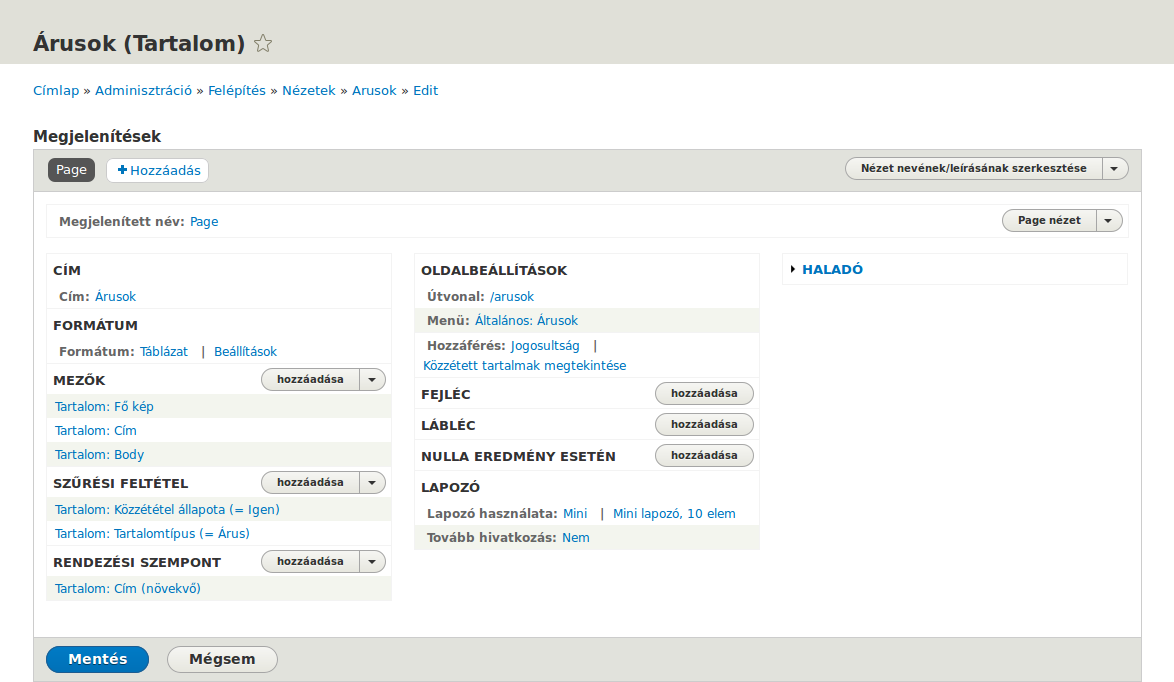 Árusok (Tartalom)
Címlap » Adminisztráció » Felépítés » Nézetek » Arusok » Edit
Megjelenítések
Page
Hozzáadás
Nézet nevének/leírásának szerkesztése
Megjelenített név: Page
Page nézet
CÍM
Cím: Árusok
FORMÁTUM
Formátum: Táblázat | Beállítások
MEZŐK
hozzáadása
Tartalom: Fő kép
Tartalom: Cím
Tartalom: Body
SZŰRÉSI FELTÉTEL
hozzáadása
Tartalom: Közzététel állapota (= Igen)
Tartalom: Tartalomtípus (= Árus)
RENDEZÉSI SZEMPONT
hozzáadása
Tartalom: Cím (növekvő)
OLDALBEÁLLÍTÁSOK
Útvonal: /arusok
Menü: Általános: Árusok
Hozzáférés: Jogosultság |
Közzétett tartalmak megtekintése
FEJLÉC
hozzáadása
LÁBLÉC
hozzáadása
NULLA EREDMÉNY ESETÉN
hozzáadása
LAPOZÓ
Lapozó használata: Mini | Mini lapozó, 10 elem
Tovább hivatkozás: Nem
HALADÓ
Mentés
Mégsem